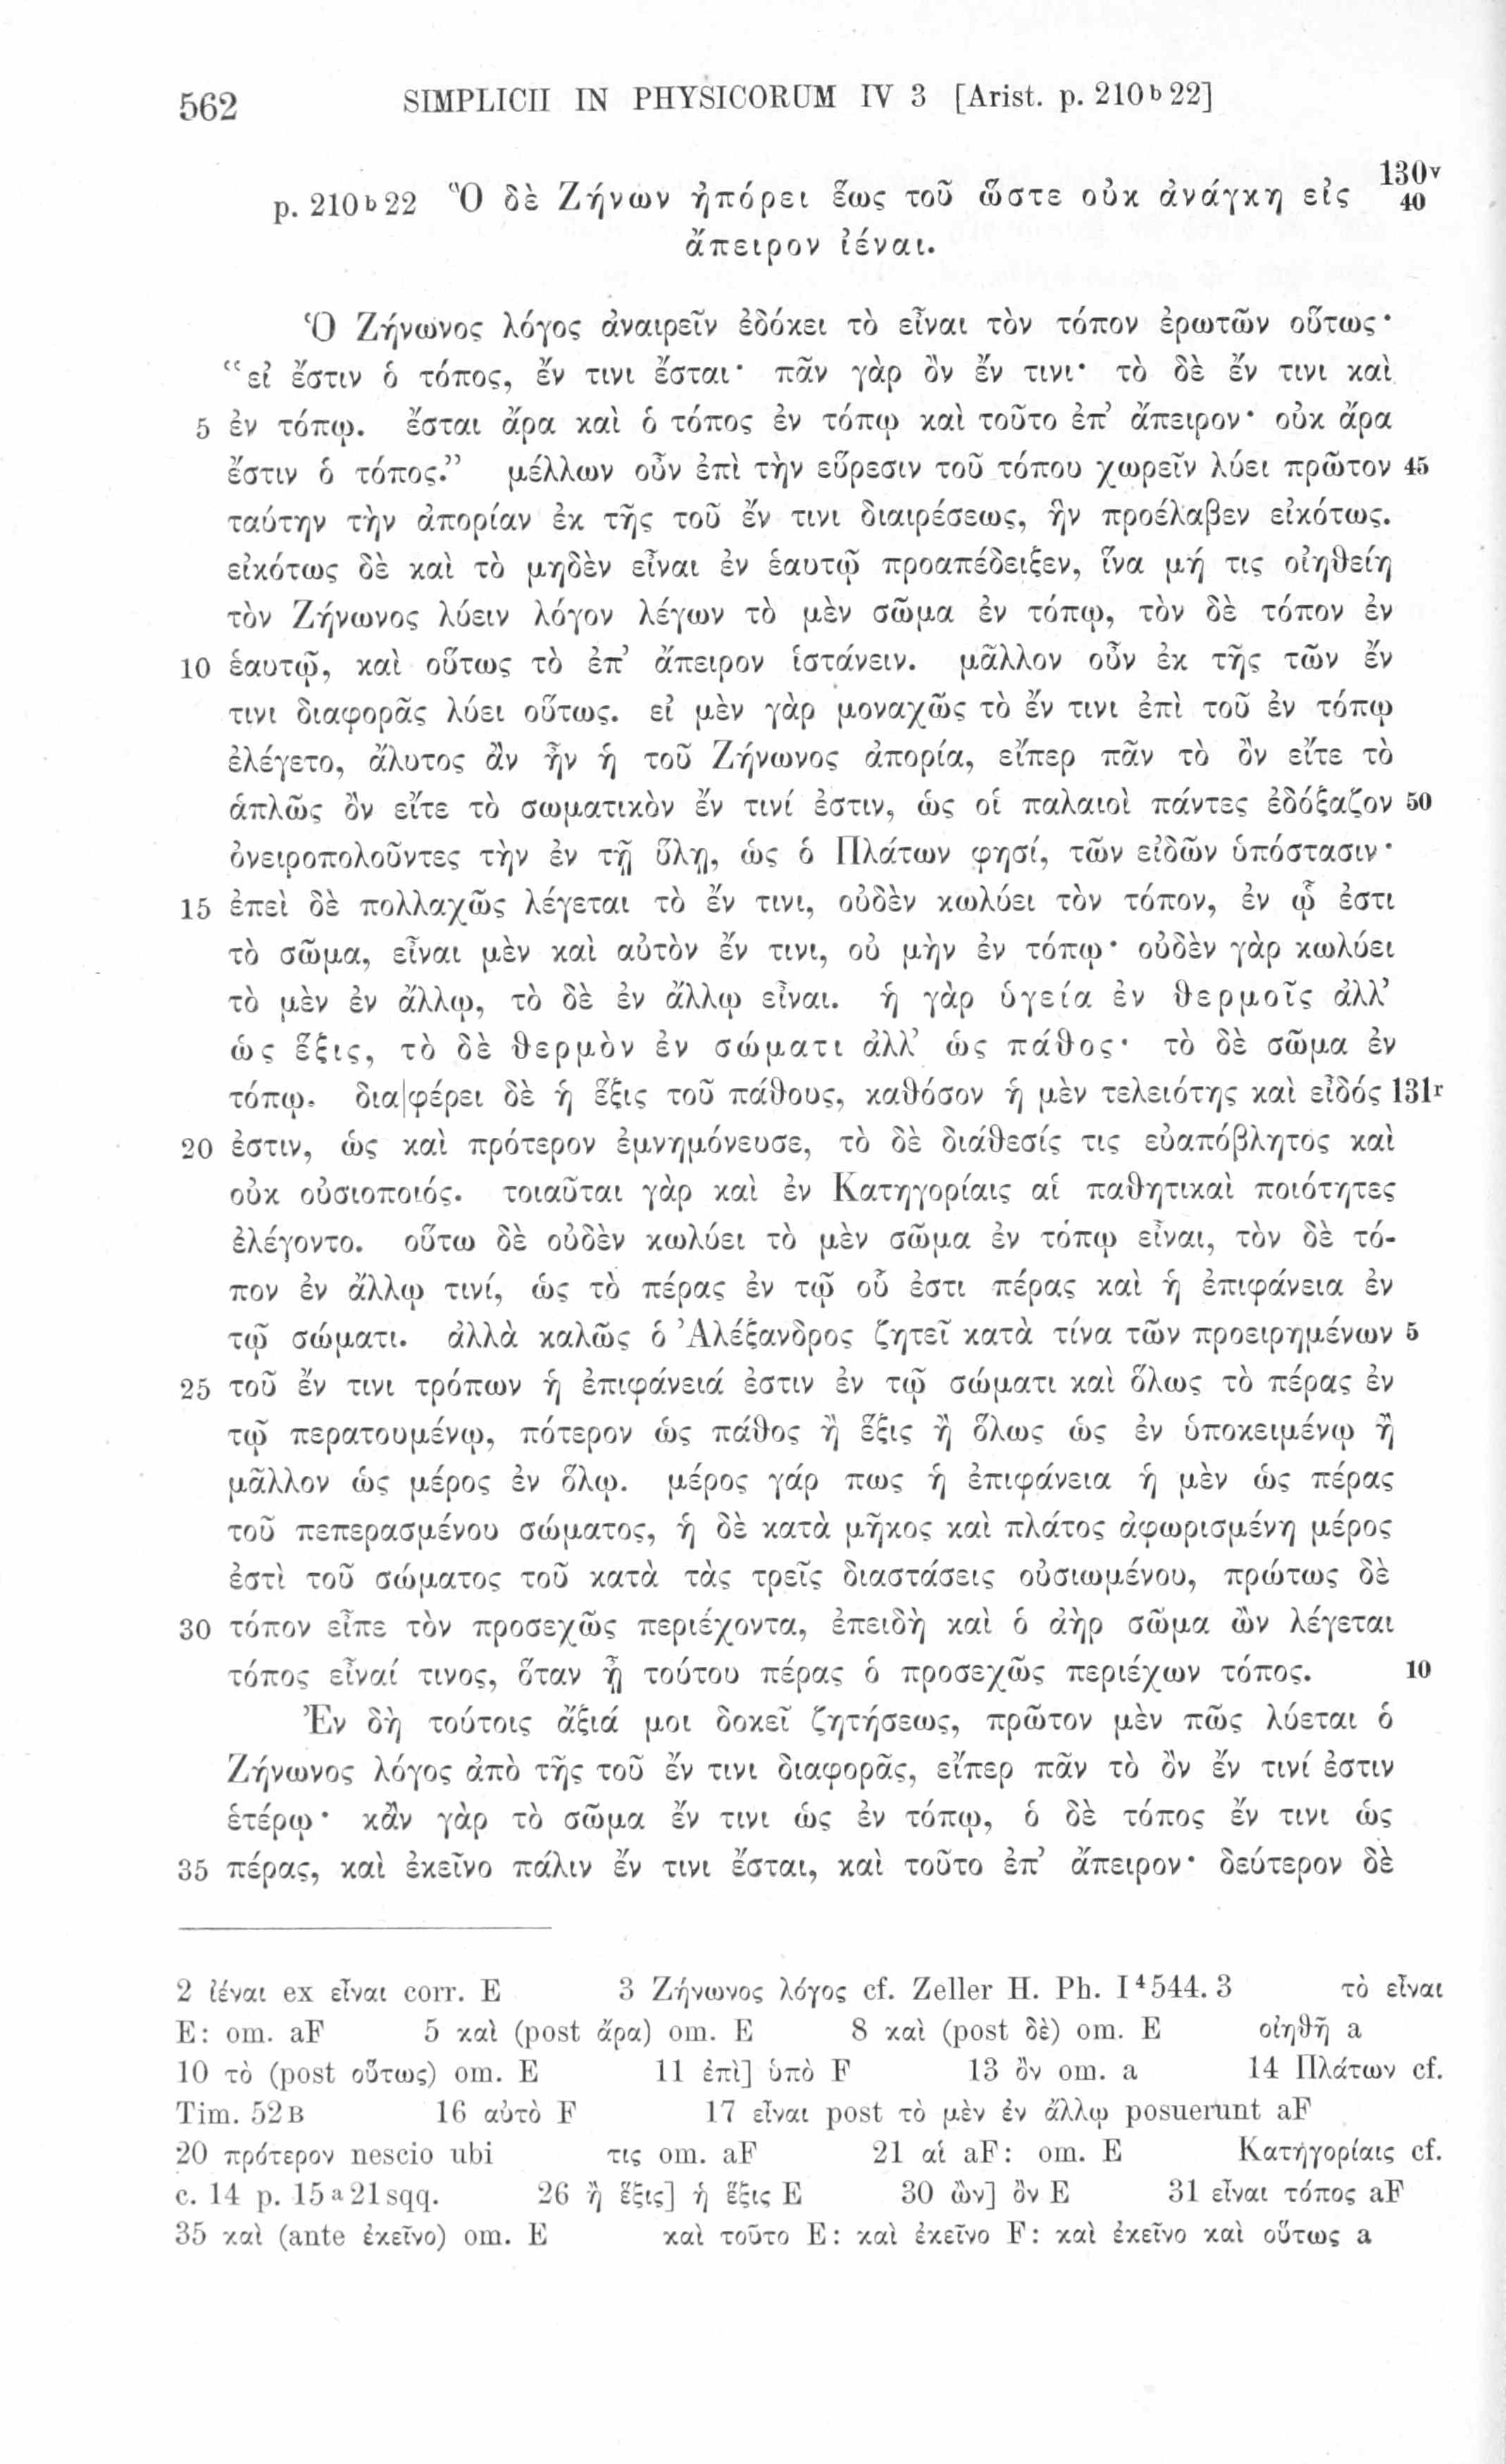 562 SIMPLICII IN PHYSICORUM IV 3 [Arist. p. 210ᵇ22]
p. 210ᵇ22 Ὃ δὲ Ζήνων ἠπόρει ἕως τοῦ ὥστε οὐκ ἀνάγκη εἰς 130ᵛ 40
ἄπειρον ἰέναι.
Ὁ Ζήνωνος λόγος ἀναιρεῖν ἐδόκει τὸ εἶναι τὸν τόπον ἐρωτῶν οὕτως·
“εἰ ἔστιν ὁ τόπος, ἔν τινι ἔσται· πᾶν γὰρ ὂν ἔν τινι· τὸ δὲ ἔν τινι καὶ
5 ἐν τόπῳ. ἔσται ἄρα καὶ ὁ τόπος ἐν τόπῳ καὶ τοῦτο ἐπ’ ἄπειρον· οὐκ ἄρα
ἔστιν ὁ τόπος.” μέλλων οὖν ἐπὶ τὴν εὕρεσιν τοῦ τόπου χωρεῖν λύει πρῶτον 45
ταύτην τὴν ἀπορίαν ἐκ τῆς τοῦ ἔν τινι διαιρέσεως, ἣν προέλαβεν εἰκότως.
εἰκότως δὲ καὶ τὸ μηδὲν εἶναι ἐν ἑαυτῷ προαπέδειξεν, ἵνα μή τις οἰηθείη
τὸν Ζήνωνος λύειν λόγον λέγων τὸ μὲν σῶμα ἐν τόπῳ, τὸν δὲ τόπον ἐν
10 ἑαυτῷ, καὶ οὕτως τὸ ἐπ’ ἄπειρον ἱστάνειν. μᾶλλον οὖν ἐκ τῆς τῶν ἔν
τινι διαφορᾶς λύει οὕτως. εἰ μὲν γὰρ μοναχῶς τὸ ἔν τινι ἐπὶ τοῦ ἐν τόπῳ
ἐλέγετο, ἄλυτος ἂν ἦν ἡ τοῦ Ζήνωνος ἀπορία, εἴπερ πᾶν τὸ ὂν εἴτε τὸ
ἁπλῶς ὂν εἴτε τὸ σωματικὸν ἔν τινί ἐστιν, ὡς οἱ παλαιοὶ πάντες ἐδόξαζον 50
ὀνειροπολοῦντες τὴν ἐν τῇ ὕλῃ, ὡς ὁ Πλάτων φησί, τῶν εἰδῶν ὑπόστασιν·
15 ἐπεὶ δὲ πολλαχῶς λέγεται τὸ ἔν τινι, οὐδὲν κωλύει τὸν τόπον, ἐν ᾧ ἐστι
τὸ σῶμα, εἶναι μὲν καὶ αὐτὸν ἔν τινι, οὐ μὴν ἐν τόπῳ· οὐδὲν γὰρ κωλύει
τὸ μὲν ἐν ἄλλῳ, τὸ δὲ ἐν ἄλλῳ εἶναι. ἡ γὰρ ὑγεία ἐν θερμοῖς ἀλλ’
ὡς ἕξις, τὸ δὲ θερμὸν ἐν σώματι ἀλλ’ ὡς πάθος· τὸ δὲ σῶμα ἐν
τόπῳ. δια|φέρει δὲ ἡ ἕξις τοῦ πάθους, καθόσον ἡ μὲν τελειότης καὶ εἶδός 131ʳ
20 ἐστιν, ὡς καὶ πρότερον ἐμνημόνευσε, τὸ δὲ διάθεσίς τις εὐαπόβλητος καὶ
οὐκ οὐσιοποιός. τοιαῦται γὰρ καὶ ἐν Κατηγορίαις αἱ παθητικαὶ ποιότητες
ἐλέγοντο. οὕτω δὲ οὐδὲν κωλύει τὸ μὲν σῶμα ἐν τόπῳ εἶναι, τὸν δὲ τό-
πον ἐν ἄλλῳ τινί, ὡς τὸ πέρας ἐν τῷ οὗ ἐστι πέρας καὶ ἡ ἐπιφάνεια ἐν
τῷ σώματι. ἀλλὰ καλῶς ὁ Ἀλέξανδρος ζητεῖ κατὰ τίνα τῶν προειρημένων 5
25 τοῦ ἔν τινι τρόπων ἡ ἐπιφάνειά ἐστιν ἐν τῷ σώματι καὶ ὅλως τὸ πέρας ἐν
τῷ περατουμένῳ, πότερον ὡς πάθος ἢ ἕξις ἢ ὅλως ὡς ἐν ὑποκειμένῳ ἢ
μᾶλλον ὡς μέρος ἐν ὅλῳ. μέρος γάρ πως ἡ ἐπιφάνεια ἡ μὲν ὡς πέρας
τοῦ πεπερασμένου σώματος, ἡ δὲ κατὰ μῆκος καὶ πλάτος ἀφωρισμένη μέρος
ἐστὶ τοῦ σώματος τοῦ κατὰ τὰς τρεῖς διαστάσεις οὐσιωμένου, πρώτως δὲ
30 τόπον εἶπε τὸν προσεχῶς περιέχοντα, ἐπειδὴ καὶ ὁ ἀὴρ σῶμα ὢν λέγεται
τόπος εἶναί τινος, ὅταν ᾖ τούτου πέρας ὁ προσεχῶς περιέχων τόπος. 10
Ἐν δὴ τούτοις ἄξιά μοι δοκεῖ ζητήσεως, πρῶτον μὲν πῶς λύεται ὁ
Ζήνωνος λόγος ἀπὸ τῆς τοῦ ἔν τινι διαφορᾶς, εἴπερ πᾶν τὸ ὂν ἔν τινί ἐστιν
ἑτέρῳ· κἂν γὰρ τὸ σῶμα ἔν τινι ὡς ἐν τόπῳ, ὁ δὲ τόπος ἔν τινι ὡς
35 πέρας, καὶ ἐκεῖνο πάλιν ἔν τινι ἔσται, καὶ τοῦτο ἐπ’ ἄπειρον· δεύτερον δὲ
2 ἰέναι ex εἶναι corr. E 3 Ζήνωνος λόγος cf. Zeller H. Ph. I⁴ 544. 3 τὸ εἶναι
E: om. aF 5 καὶ (post ἄρα) om. E 8 καὶ (post δὲ) om. E οἰηθῇ a
10 τὸ (post οὕτως) om. E 11 ἐπὶ] ὑπὸ F 13 ὂν om. a 14 Πλάτων cf.
Tim. 52B 16 αὐτὸ F 17 εἶναι post τὸ μὲν ἐν ἄλλῳ posuerunt aF
20 πρότερον nescio ubi τις om. aF 21 αἱ aF: om. E Κατηγορίαις cf.
c. 14 p. 15ᵃ21 sqq. 26 ἢ ἕξις] ἡ ἕξις E 30 ὢν] ὂν E 31 εἶναι τόπος aF
35 καὶ (ante ἐκεῖνο) om. E καὶ τοῦτο E: καὶ ἐκεῖνο F: καὶ ἐκεῖνο καὶ οὕτως a